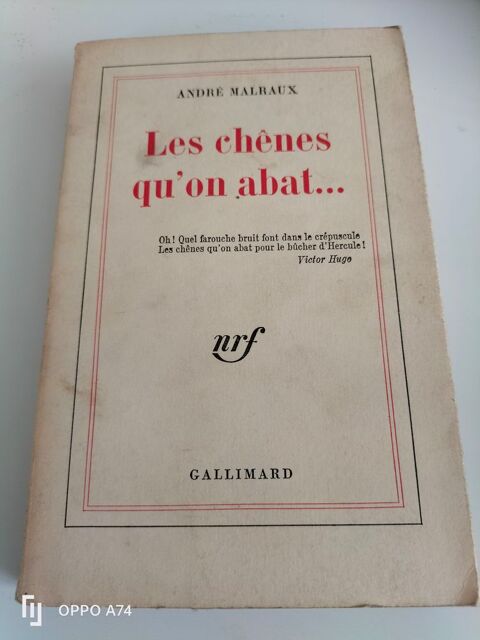 ANDRÉ MALRAUX
Les chênes
qu'on abat...
Oh! Quel farouche bruit font dans le crépuscule
Les chênes qu'on abat pour le bûcher d'Hercule!
Victor Hugo
nrf
GALLIMARD
OPPO A74